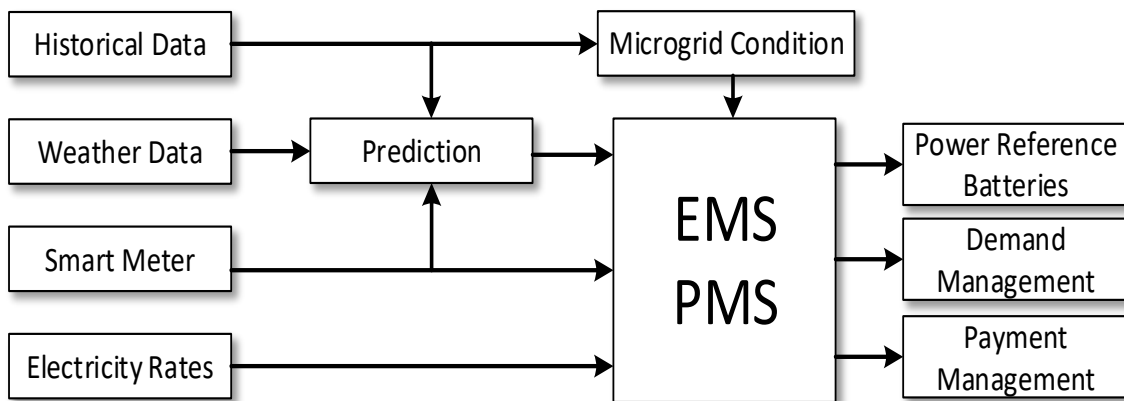 Historical Data
Microgrid Condition
Weather Data
Prediction
Smart Meter
Electricity Rates
EMS
PMS
Power Reference
Batteries
Demand
Management
Payment
Management